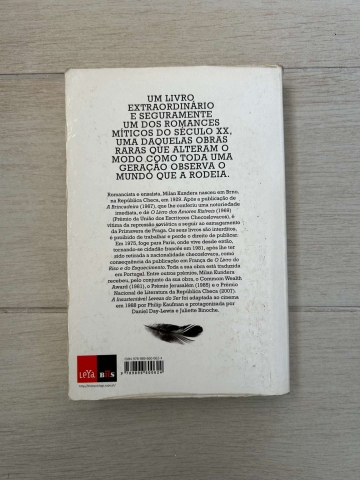 UM LIVRO
EXTRAORDINÁRIO
E SEGURAMENTE
UM DOS ROMANCES
MÍTICOS DO SÉCULO XX,
UMA DAQUELAS OBRAS
RARAS QUE ALTERAM O
MODO COMO TODA UMA
GERAÇÃO OBSERVA O
MUNDO QUE A RODEIA.
Romancista e ensaísta, Milan Kundera nasceu em Brno,
na República Checa, em 1929. Após a publicação de
A Brincadeira (1967), que lhe conferiu uma notoriedade
imediata, e de O Livro dos Amores Risíveis (1968)
(Prémio da União dos Escritores Checoslovacos), é
vítima da repressão soviética a seguir ao esmagamento
da Primavera de Praga. Os seus livros são interditos,
é proibido de trabalhar e perde o direito de publicar.
Em 1975, foge para Paris, onde vive desde então,
tornando-se cidadão francês em 1981, após lhe ter
sido retirada a nacionalidade checoslovaca, como
consequência da publicação em França de O Livro do
Riso e do Esquecimento. Toda a sua obra está traduzida
em Portugal. Entre outros prémios, Milan Kundera
recebeu, pelo conjunto da sua obra, o Common Wealth
Award (1981), o Prémio Jerusalém (1985) e o Prémio
Nacional de Literatura da República Checa (2007).
A Insustentável Leveza do Ser foi adaptada ao cinema
em 1988 por Philip Kaufman e protagonizada por
Daniel Day-Lewis e Juliette Binoche.
LeYa
BIS